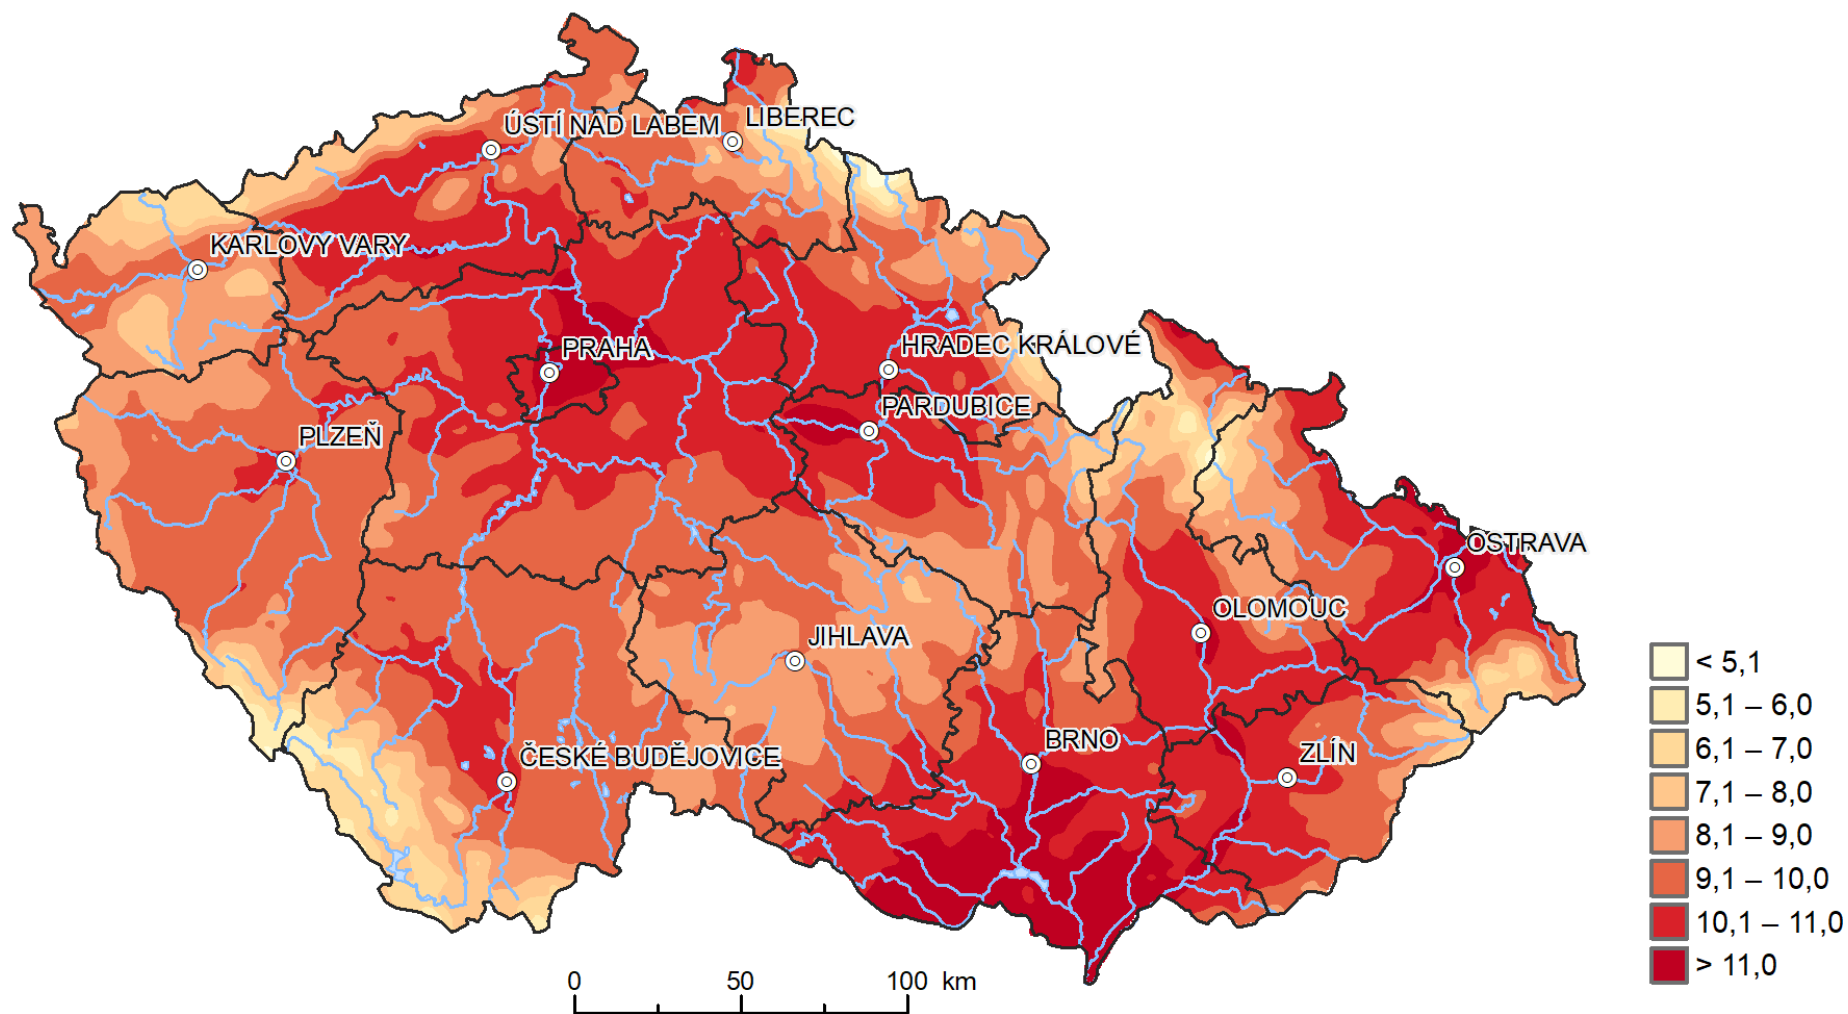 LIBEREC
ÚSTÍ NAD LABEM
KARLOVY VARY
PRAHA
HRADEC KRÁLOVÉ
PARDUBICE
PLZEŇ
OSTRAVA
OLOMOUC
JIHLAVA
BRNO
ZLÍN
ČESKÉ BUDĚJOVICE
< 5,1
5,1 – 6,0
6,1 – 7,0
7,1 – 8,0
8,1 – 9,0
9,1 – 10,0
10,1 – 11,0
> 11,0
0 50 100 km